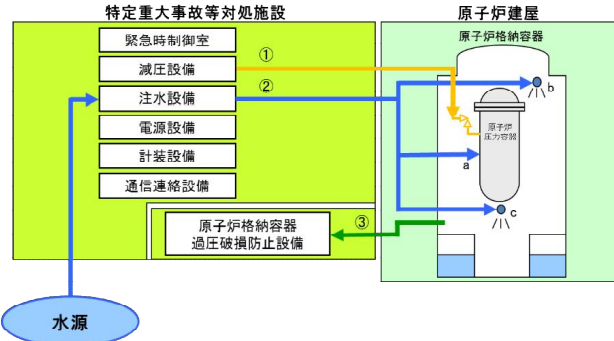 特定重大事故等対処施設
原子炉建屋
緊急時制御室
減圧設備
注水設備
電源設備
計装設備
通信連絡設備
原子炉格納容器
過圧破損防止設備
①
②
③
原子炉格納容器
原子炉
圧力容器
a
b
c
水源